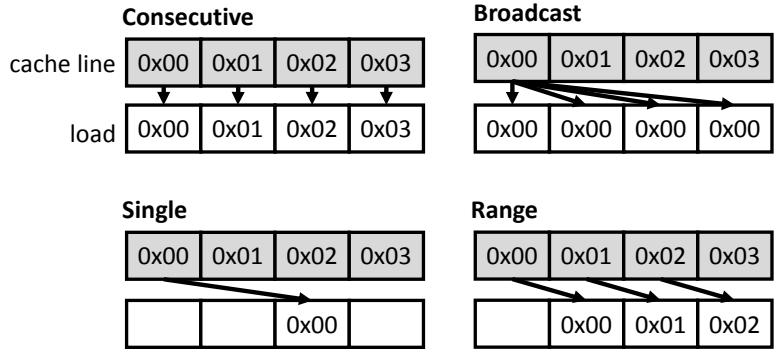 Consecutive
Broadcast
cache line 0x00 0x01 0x02 0x03
0x00 0x01 0x02 0x03
load 0x00 0x01 0x02 0x03
0x00 0x00 0x00 0x00
Single
Range
0x00 0x01 0x02 0x03
0x00 0x01 0x02 0x03
0x00
0x00 0x01 0x02